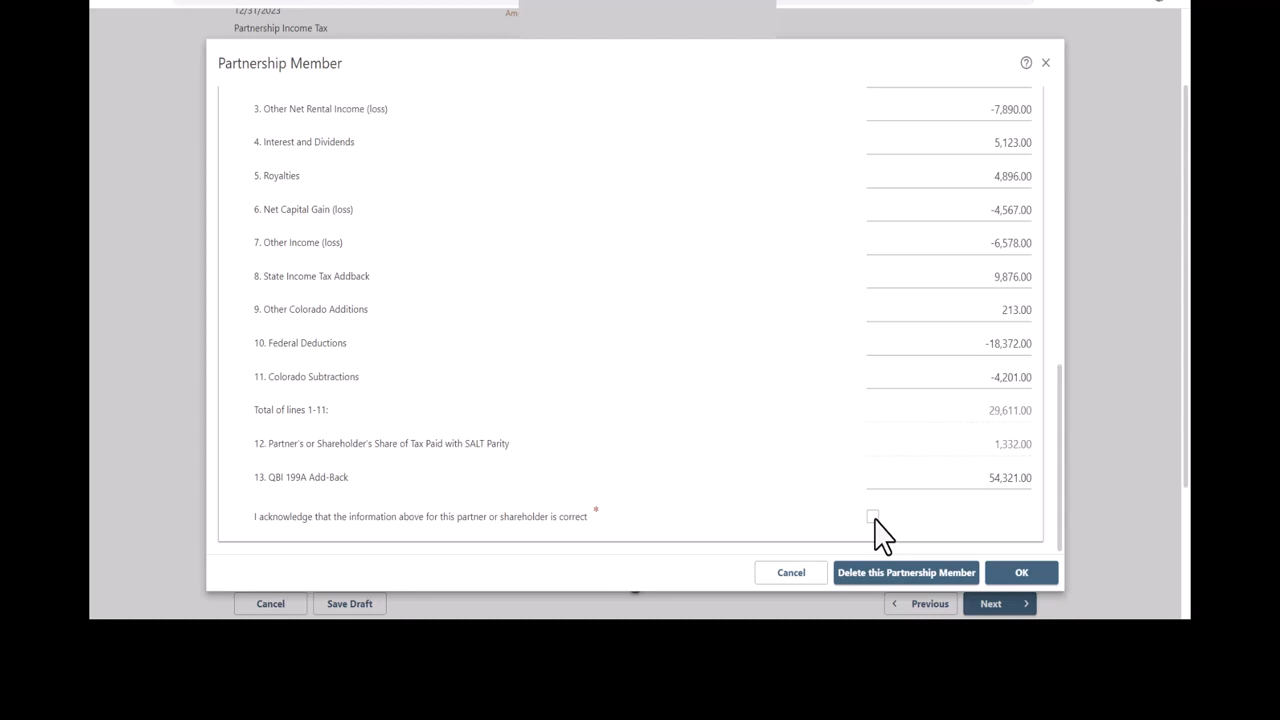 12/31/2023
Am
Partnership Income Tax
Partnership Member
3. Other Net Rental Income (loss) -7,890.00
4. Interest and Dividends 5,123.00
5. Royalties 4,896.00
6. Net Capital Gain (loss) -4,567.00
7. Other Income (loss) -6,578.00
8. State Income Tax Addback 9,876.00
9. Other Colorado Additions 213.00
10. Federal Deductions -18,372.00
11. Colorado Subtractions -4,201.00
Total of lines 1-11: 29,611.00
12. Partner's or Shareholder's Share of Tax Paid with SALT Parity 1,332.00
13. QBI 199A Add-Back 54,321.00
I acknowledge that the information above for this partner or shareholder is correct *
Cancel Delete this Partnership Member OK
Cancel Save Draft Previous Next